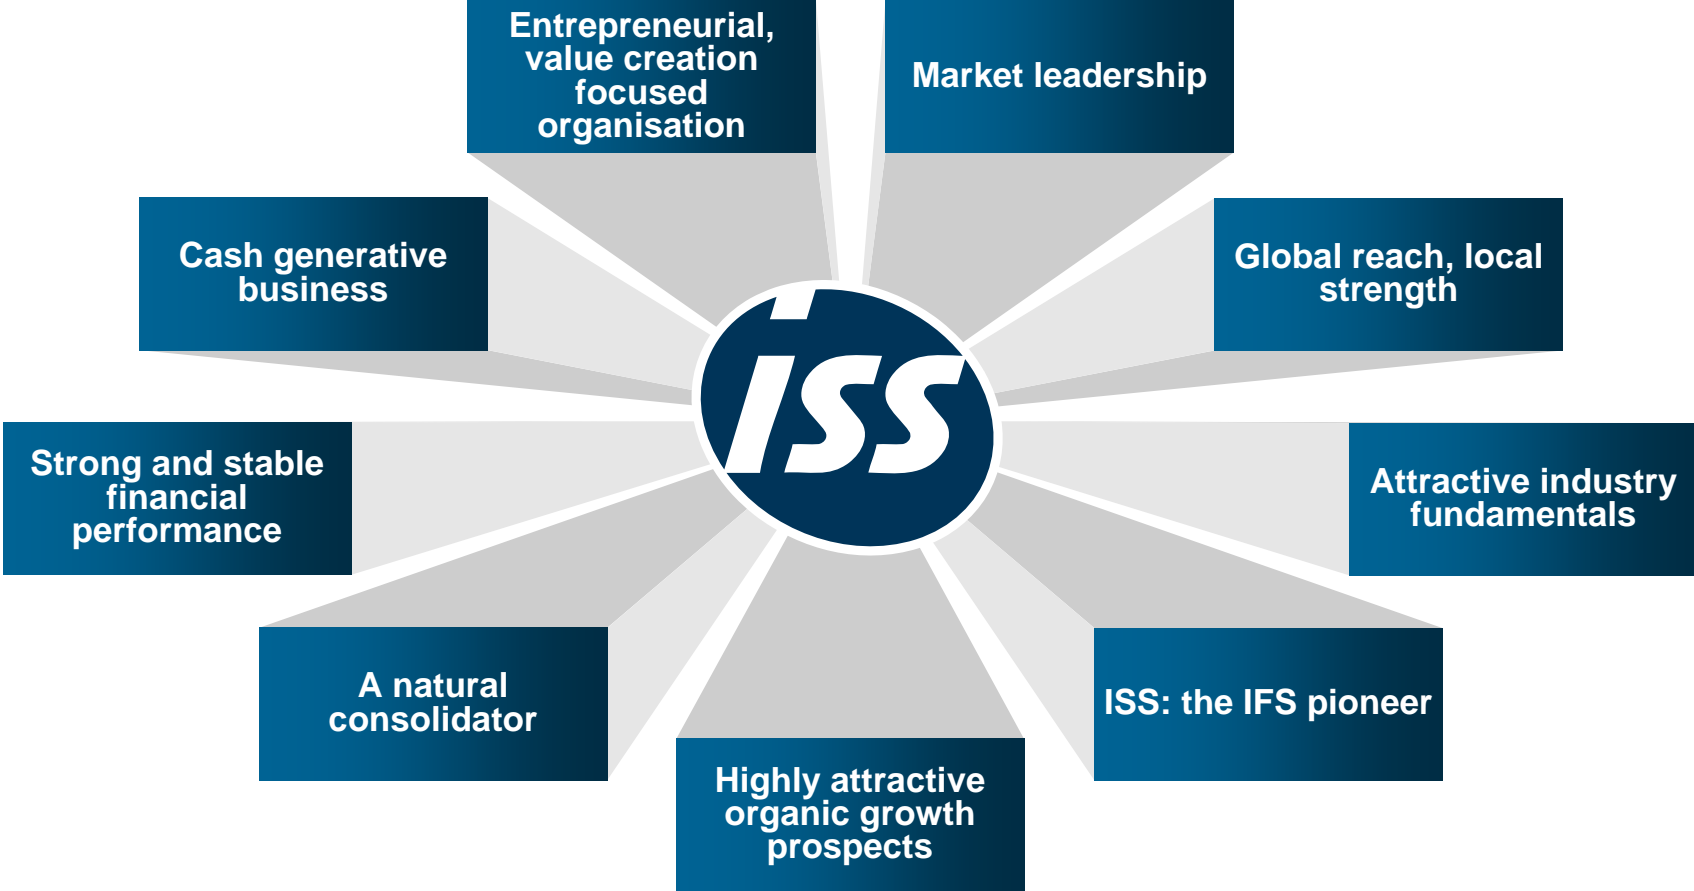 Entrepreneurial,
value creation
focused
organisation
Market leadership
Cash generative
business
Global reach, local
strength
ISS
Strong and stable
financial
performance
Attractive industry
fundamentals
A natural
consolidator
ISS: the IFS pioneer
Highly attractive
organic growth
prospects